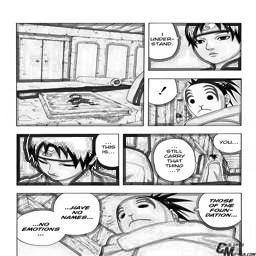 I
UNDER-
STAND.
!
YOU...
...
STILL
CARRY
THAT
THING
...?
THIS
IS...
THOSE OF
THE
FOUN-
DATION...
...HAVE
NO
NAMES...
...NO
EMOTIONS
...